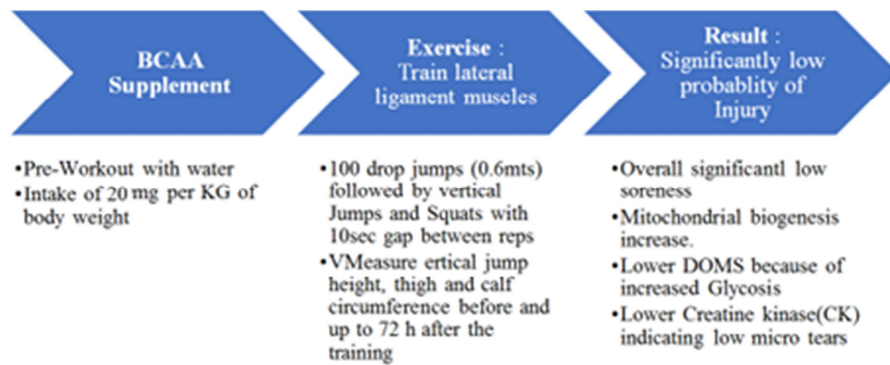 BCAA
Supplement
•Pre-Workout with water
•Intake of 20 mg per KG of
body weight
Exercise :
Train lateral
ligament muscles
•100 drop jumps (0.6mts)
followed by vertical
Jumps and Squats with
10sec gap between reps
•VMeasure ertical jump
height, thigh and calf
circumference before and
up to 72 h after the
training
Result :
Significantly low
probablity of
Injury
•Overall significantl low
soreness
•Mitochondrial biogenesis
increase.
•Lower DOMS because of
increased Glycosis
•Lower Creatine kinase(CK)
indicating low micro tears